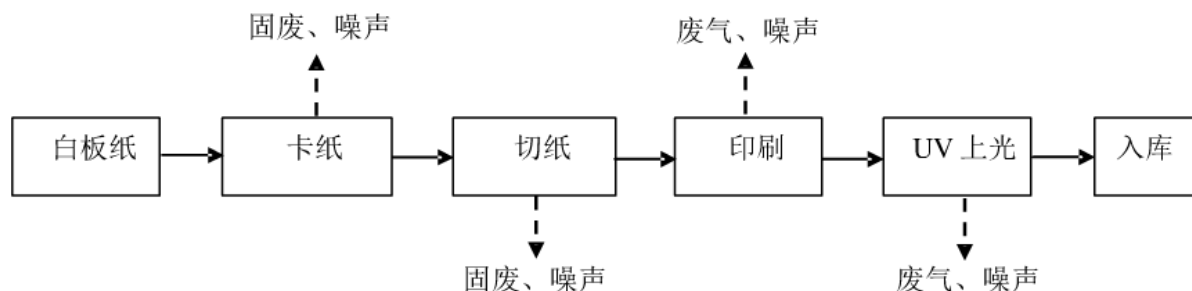 固废、噪声
废气、噪声
白板纸
卡纸
切纸
印刷
UV 上光
入库
固废、噪声
废气、噪声